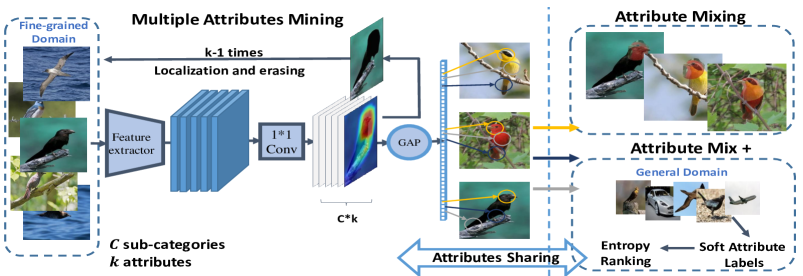 Fine-grained
Domain
Multiple Attributes Mining
k-1 times
Localization and erasing
Feature
extractor
1*1
Conv
GAP
C*k
C sub-categories
k attributes
Attributes Sharing
Attribute Mixing
Attribute Mix +
General Domain
Entropy
Ranking
Soft Attribute
Labels